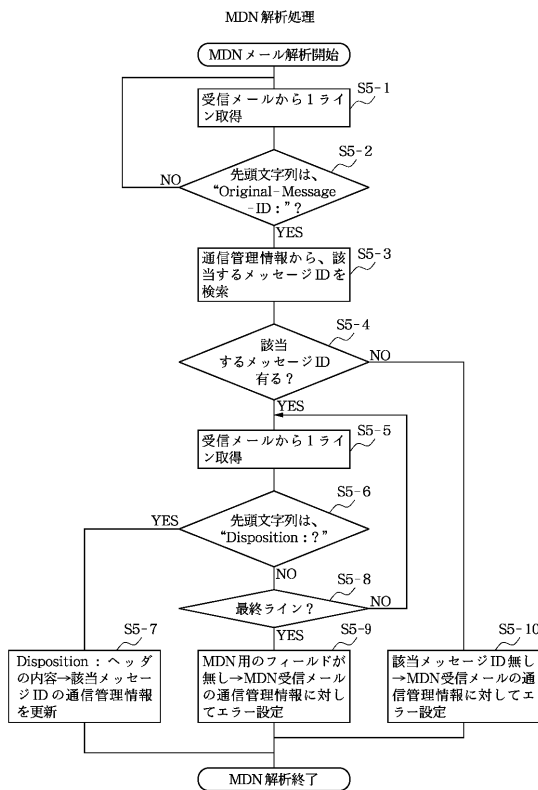 MDN解析処理
MDNメール解析開始
S5-1
受信メールから1ライ
ン取得
S5-2
先頭文字列は、
“Original-Message
-ID:”?
NO
YES
S5-3
通信管理情報から、該
当するメッセージIDを
検索
S5-4
該当
するメッセージID
有る?
NO
YES
S5-5
受信メールから1ライ
ン取得
S5-6
先頭文字列は、
“Disposition:?”
YES
NO
S5-8
最終ライン?
NO
YES
S5-7
Disposition:ヘッダ
の内容→該当メッセー
ジIDの通信管理情報
を更新
S5-9
MDN用のフィールドが
無し→MDN受信メール
の通信管理情報に対し
てエラー設定
S5-10
該当メッセージID無し
→MDN受信メールの通
信管理情報に対してエ
ラー設定
MDN解析終了